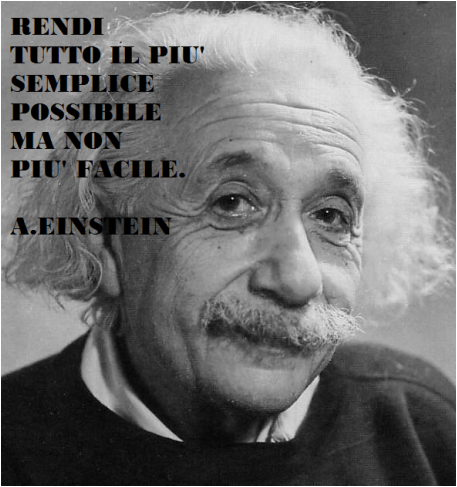 RENDI
TUTTO IL PIU'
SEMPLICE
POSSIBILE
MA NON
PIU' FACILE.
A.EINSTEIN